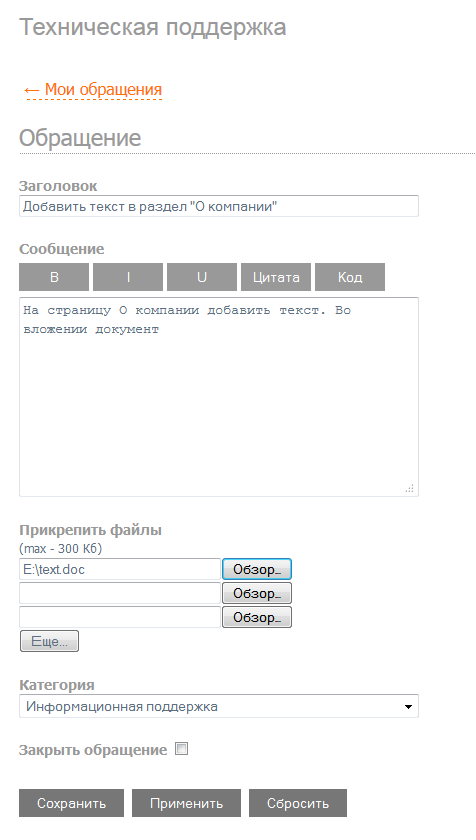 Техническая поддержка
← Мои обращения
Обращение
Заголовок
Добавить текст в раздел "О компании"
Сообщение
B I U Цитата Код
На страницу О компании добавить текст. Во
вложении документ
Прикрепить файлы
(max - 300 Кб)
E:\text.doc Обзор...
Обзор...
Обзор...
Еще...
Категория
Информационная поддержка
Закрыть обращение
Сохранить Применить Сбросить